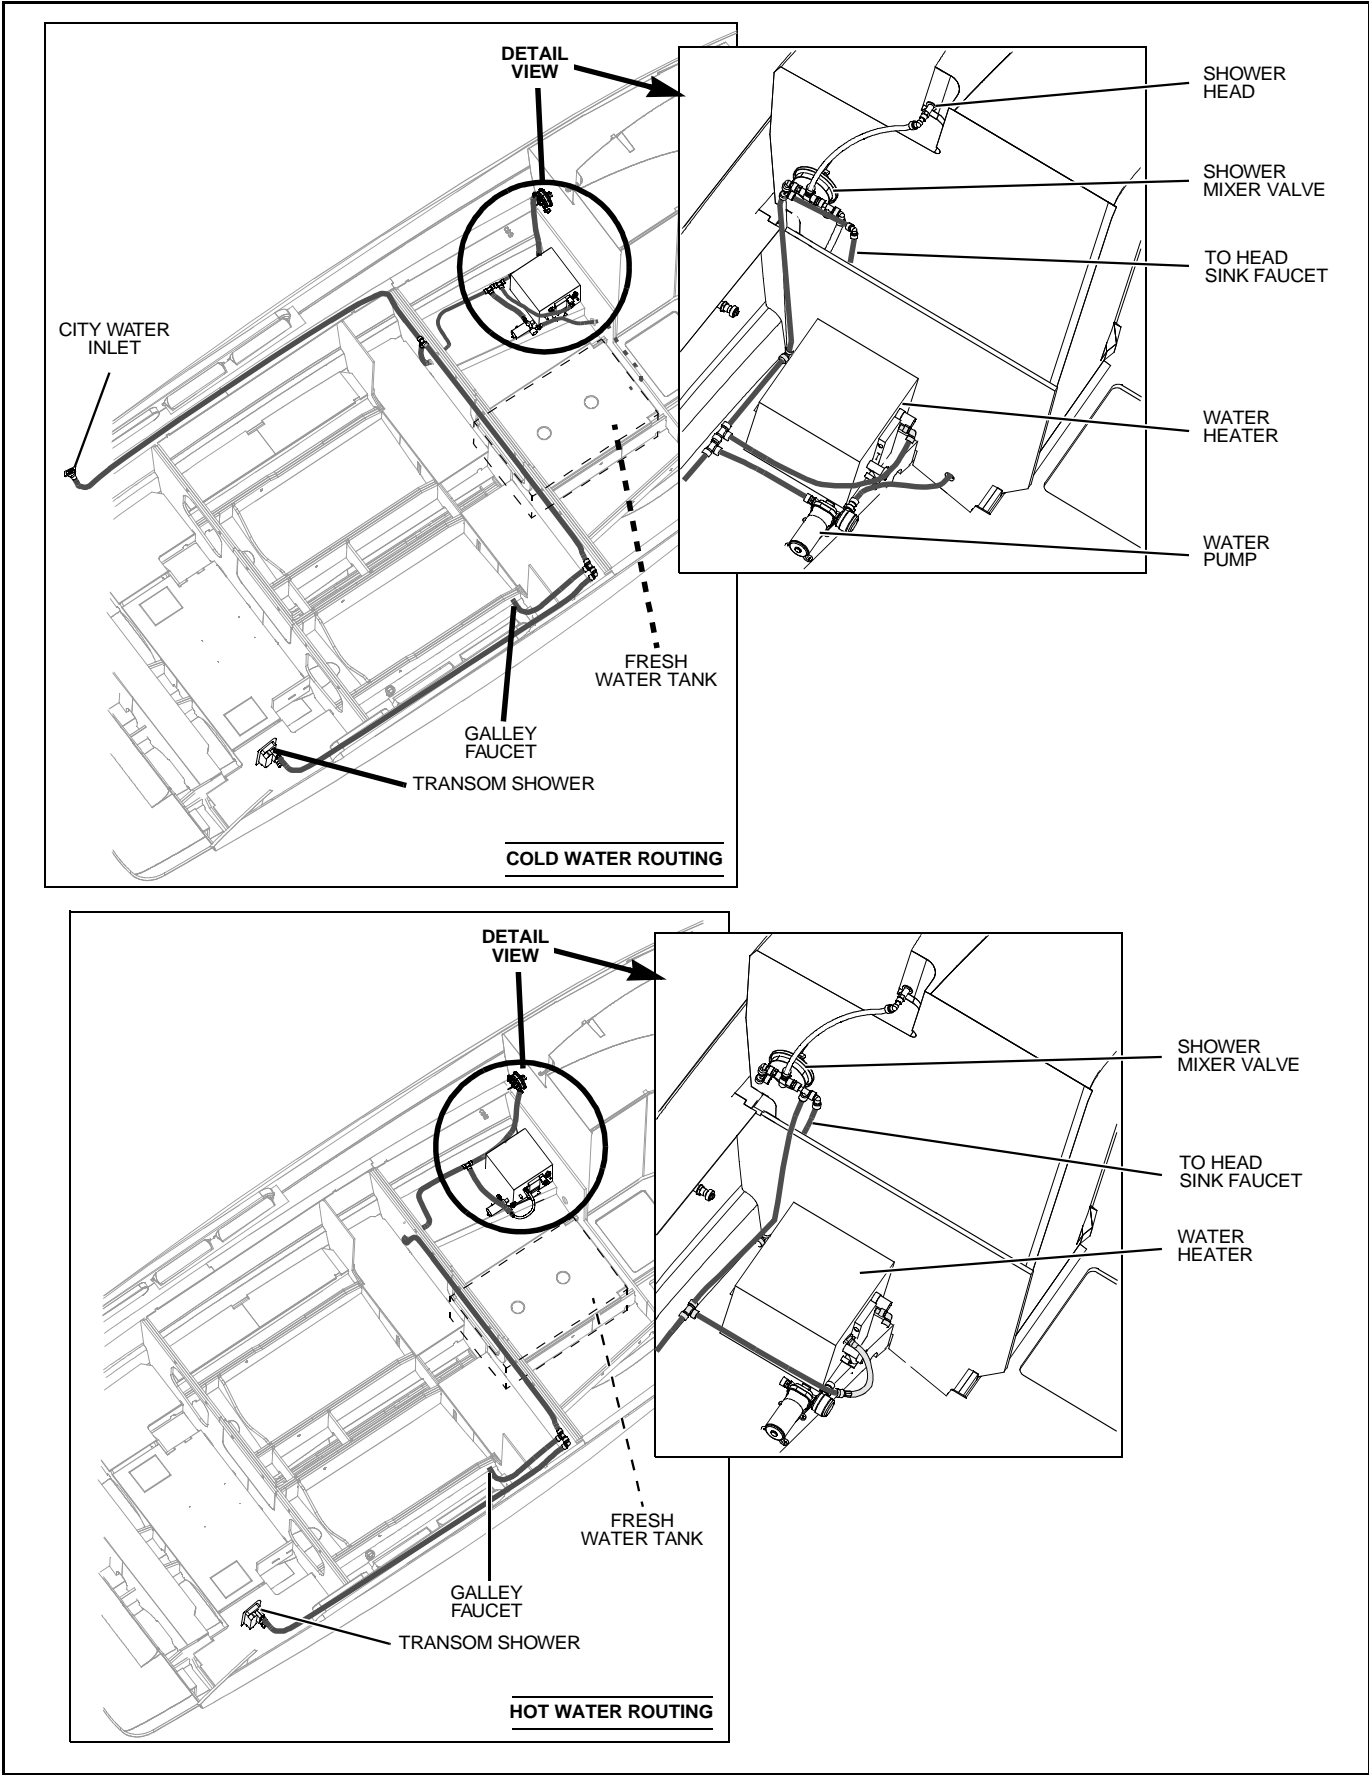 DETAIL
VIEW
SHOWER
HEAD
SHOWER
MIXER VALVE
TO HEAD
SINK FAUCET
CITY WATER
INLET
WATER
HEATER
WATER
PUMP
FRESH
WATER TANK
GALLEY
FAUCET
TRANSOM SHOWER
COLD WATER ROUTING
DETAIL
VIEW
SHOWER
MIXER VALVE
TO HEAD
SINK FAUCET
WATER
HEATER
FRESH
WATER TANK
GALLEY
FAUCET
TRANSOM SHOWER
HOT WATER ROUTING